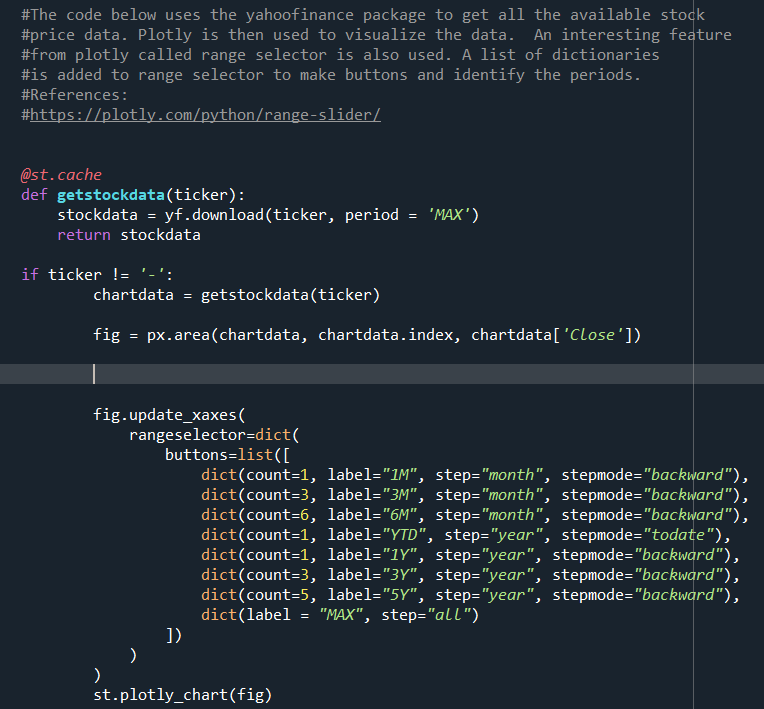 #The code below uses the yahoofinance package to get all the available stock
#price data. Plotly is then used to visualize the data.  An interesting feature
#from plotly called range selector is also used. A list of dictionaries
#is added to range selector to make buttons and identify the periods.
#References:
#https://plotly.com/python/range-slider/
@st.cache
def getstockdata(ticker):
    stockdata = yf.download(ticker, period = 'MAX')
    return stockdata
if ticker != '-':
        chartdata = getstockdata(ticker)
        fig = px.area(chartdata, chartdata.index, chartdata['Close'])
        fig.update_xaxes(
            rangeselector=dict(
                buttons=list([
                    dict(count=1, label="1M", step="month", stepmode="backward"),
                    dict(count=3, label="3M", step="month", stepmode="backward"),
                    dict(count=6, label="6M", step="month", stepmode="backward"),
                    dict(count=1, label="YTD", step="year", stepmode="todate"),
                    dict(count=1, label="1Y", step="year", stepmode="backward"),
                    dict(count=3, label="3Y", step="year", stepmode="backward"),
                    dict(count=5, label="5Y", step="year", stepmode="backward"),
                    dict(label = "MAX", step="all")
                ])
            )
        )
        st.plotly_chart(fig)